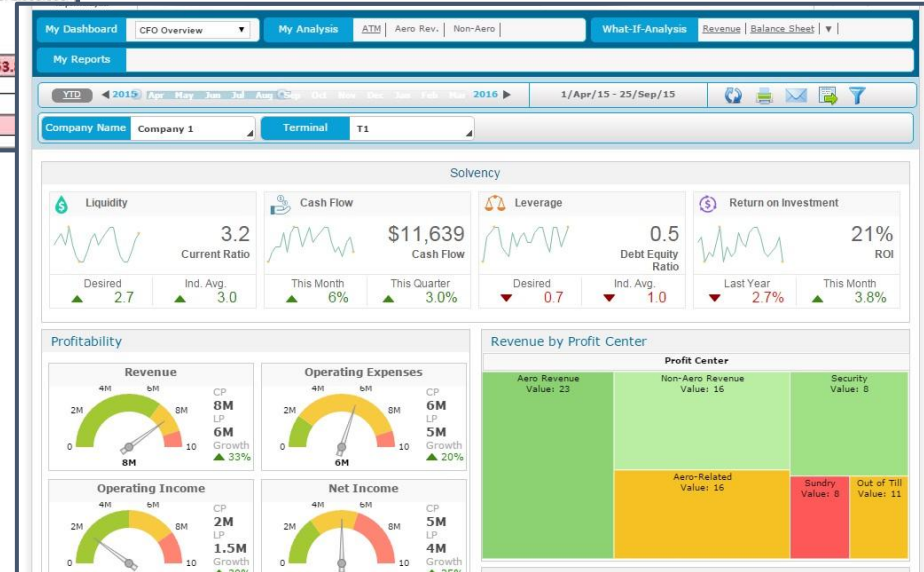 My Dashboard CFO Overview ▼ My Analysis ATM | Aero Rev. | Non-Aero | What-If-Analysis Revenue | Balance Sheet | ▼ |
My Reports
YTD 2015 Apr May Jun Jul Aug Sep Oct Nov Dec Jan Feb Mar 2016 1/Apr/15 - 25/Sep/15
Company Name Company 1 Terminal T1
Solvency
Liquidity
3.2
Current Ratio
Desired
2.7
Ind. Avg.
3.0
Cash Flow
$11,639
Cash Flow
This Month
6%
This Quarter
3.0%
Leverage
0.5
Debt Equity
Ratio
Desired
0.7
Ind. Avg.
1.0
Return on Investment
21%
ROI
Last Year
2.7%
This Month
3.8%
Profitability
Revenue
0 2M 4M 6M 8M 10
8M
CP
8M
LP
6M
Growth
33%
Operating Expenses
0 2M 4M 6M 8M 10
6M
CP
6M
LP
5M
Growth
20%
Operating Income
0 2M 4M 6M 8M 10
CP
2M
LP
1.5M
Growth
Net Income
0 2M 4M 6M 8M 10
CP
5M
LP
4M
Growth
Revenue by Profit Center
Profit Center
Aero Revenue
Value: 23
Non-Aero Revenue
Value: 16
Security
Value: 8
Aero-Related
Value: 16
Sundry
Value: 8
Out of Till
Value: 11